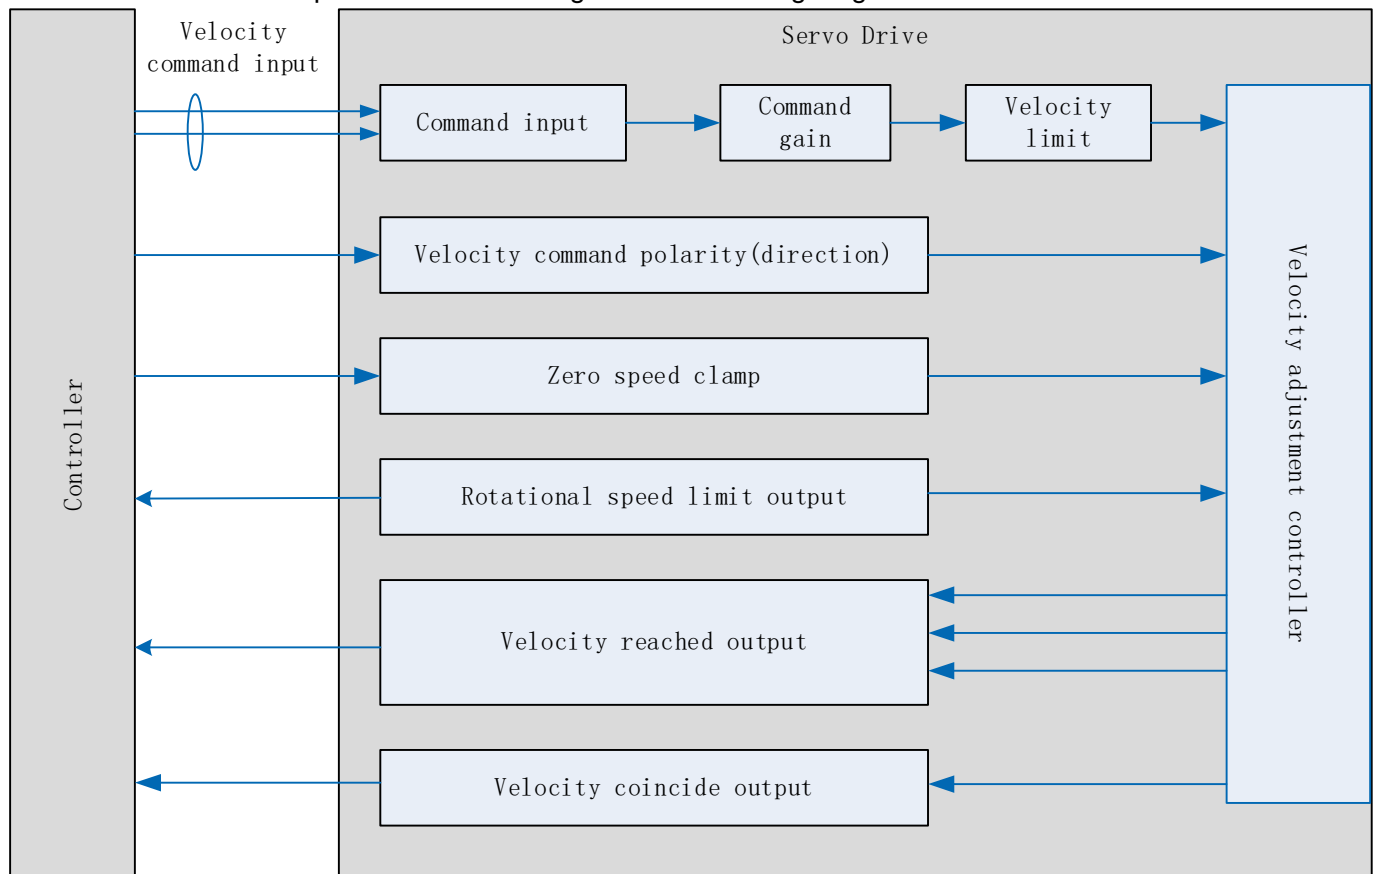 Velocity
command input
Servo Drive
Command input
Command
gain
Velocity
limit
Velocity command polarity(direction)
Zero speed clamp
Rotational speed limit output
Velocity reached output
Velocity coincide output
Controller
Velocity adjustment controller